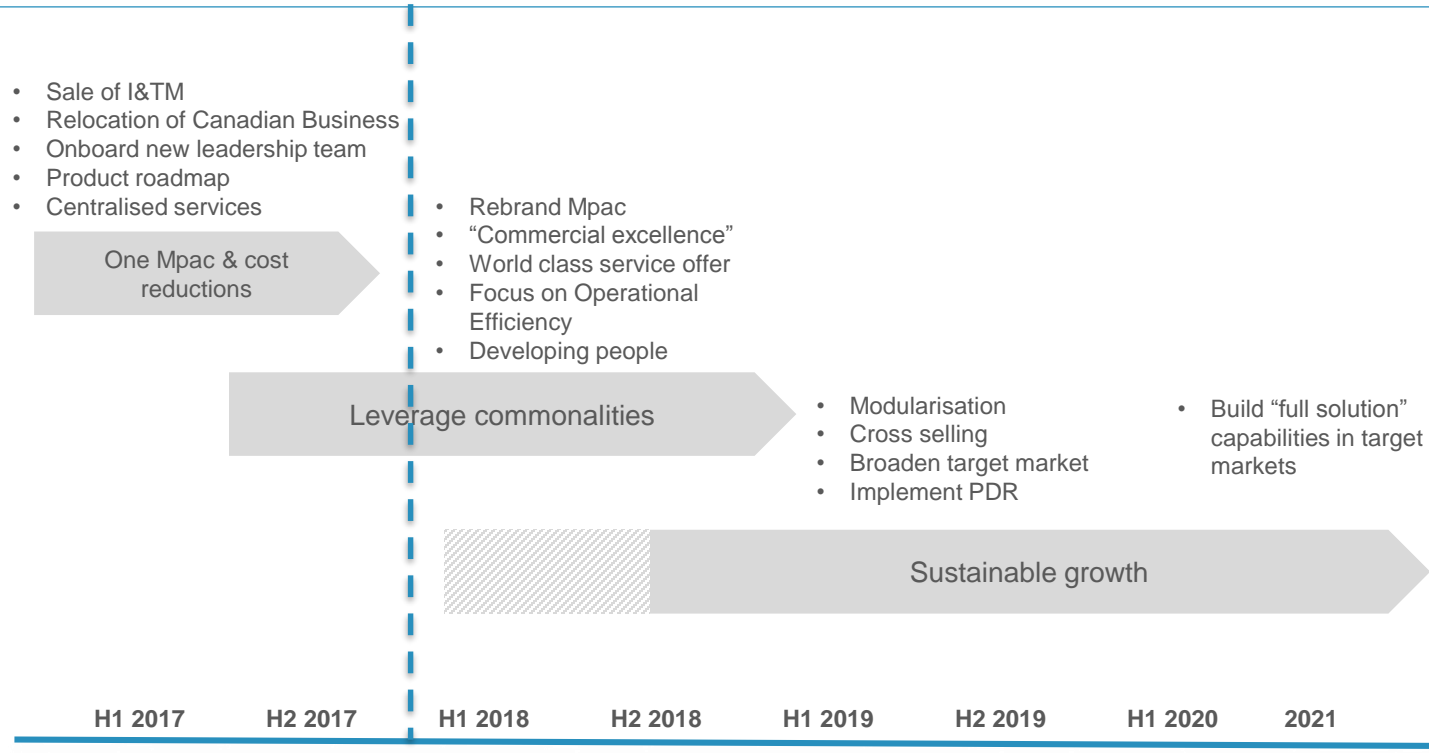 • Sale of I&TM
• Relocation of Canadian Business
• Onboard new leadership team
• Product roadmap
• Centralised services
One Mpac & cost
reductions
• Rebrand Mpac
• “Commercial excellence”
• World class service offer
• Focus on Operational
Efficiency
• Developing people
Leverage commonalities
• Modularisation
• Cross selling
• Broaden target market
• Implement PDR
• Build “full solution”
capabilities in target
markets
Sustainable growth
H1 2017 H2 2017 H1 2018 H2 2018 H1 2019 H2 2019 H1 2020 2021